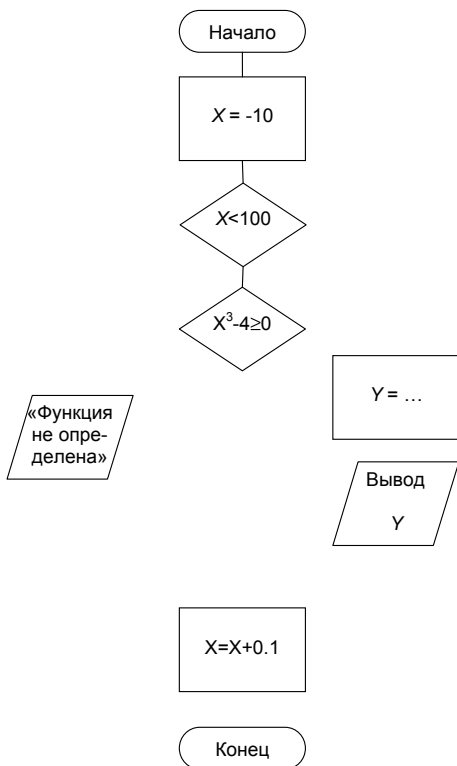 Начало
X = -10
X<100
X³-4≥0
Y = …
«Функция
не опре-
делена»
Вывод
Y
X=X+0.1
Конец